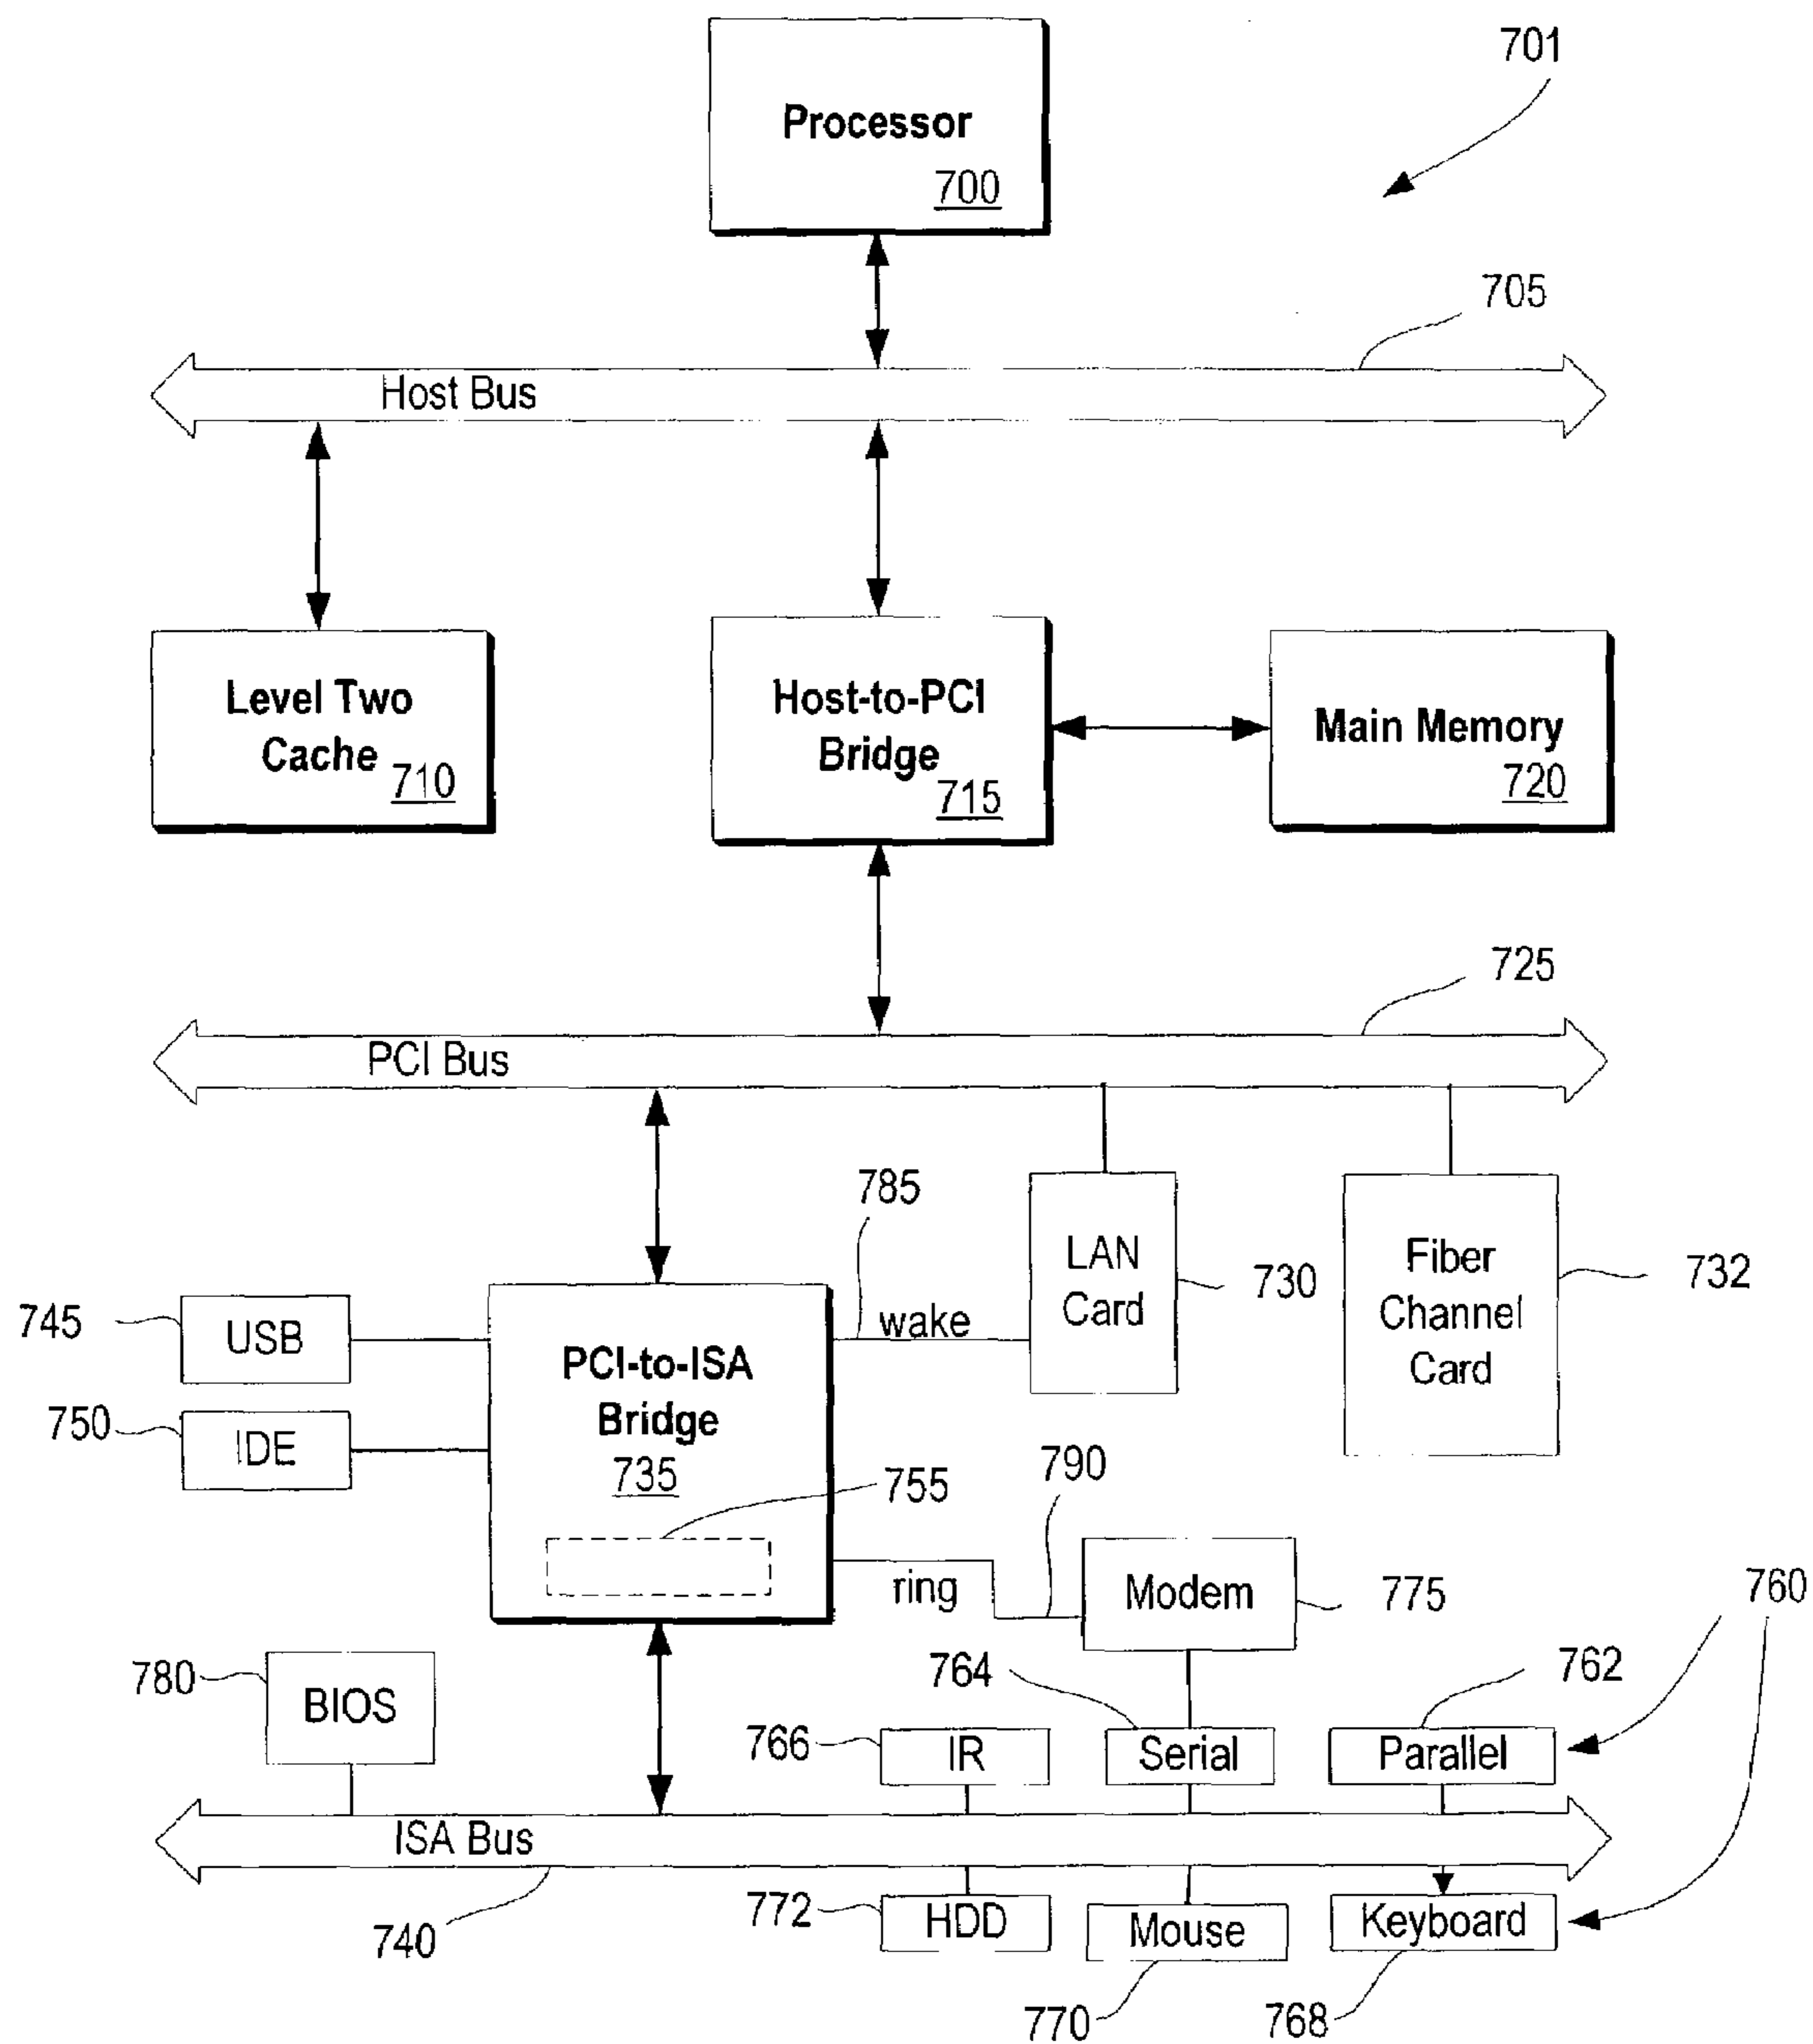 701
Processor
700
705
Host Bus
Level Two
Cache
710
Host-to-PCI
Bridge
715
Main Memory
720
725
PCI Bus
785
LAN
Card
730
Fiber
Channel
Card
732
745
USB
wake
PCI-to-ISA
Bridge
735
750
IDE
755
790
ring
Modem
775
760
780
BIOS
764
762
766
IR
Serial
Parallel
ISA Bus
740
772
HDD
Mouse
Keyboard
770
768